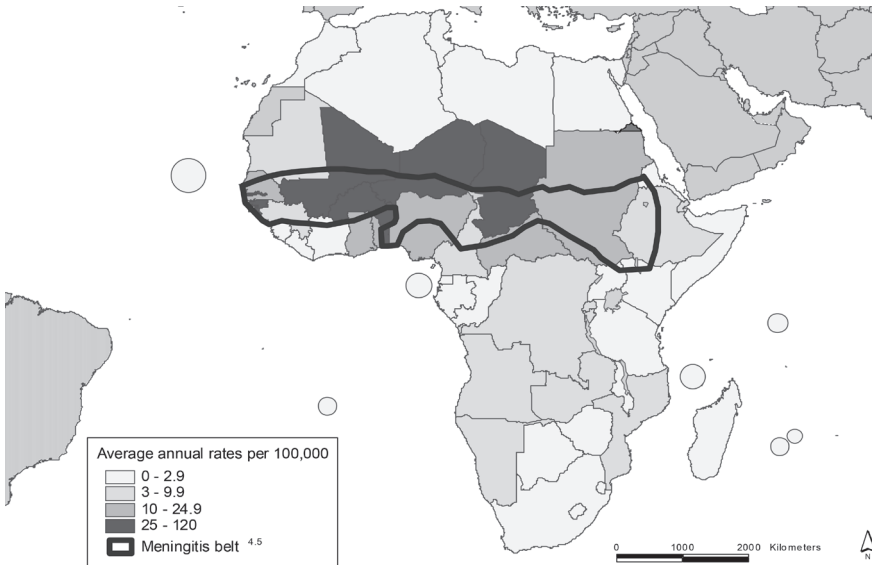 Average annual rates per 100,000
0 - 2.9
3 - 9.9
10 - 24.9
25 - 120
Meningitis belt 4.5
0 1000 2000 Kilometers
N